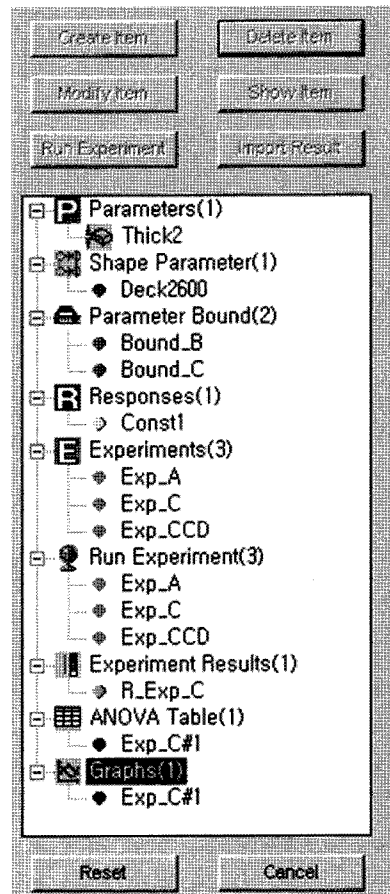 Create Item Delete Item
Modify Item Show Item
Run Experiment Import Result
P Parameters(1)
Thick2
Shape Parameter(1)
Deck2600
Parameter Bound(2)
Bound_B
Bound_C
R Responses(1)
Const1
E Experiments(3)
Exp_A
Exp_C
Exp_CCD
Run Experiment(3)
Exp_A
Exp_C
Exp_CCD
Experiment Results(1)
R_Exp_C
ANOVA Table(1)
Exp_C#1
Graphs(1)
Exp_C#1
Reset Cancel